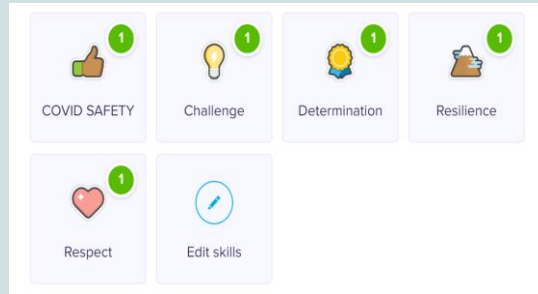 1 1 1 1
COVID SAFETY Challenge Determination Resilience
1
Respect Edit skills